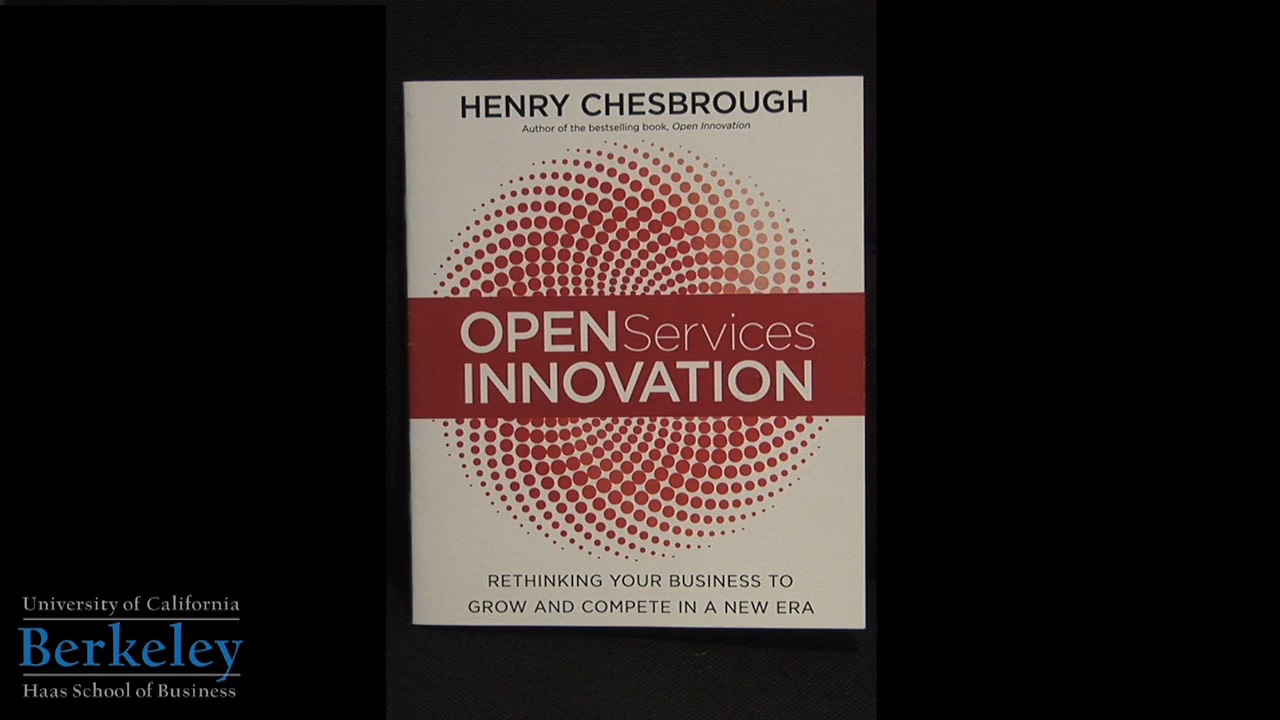 HENRY CHESBROUGH
Author of the bestselling book, Open Innovation
OPEN Services
INNOVATION
RETHINKING YOUR BUSINESS TO
GROW AND COMPETE IN A NEW ERA
University of California
Berkeley
Haas School of Business